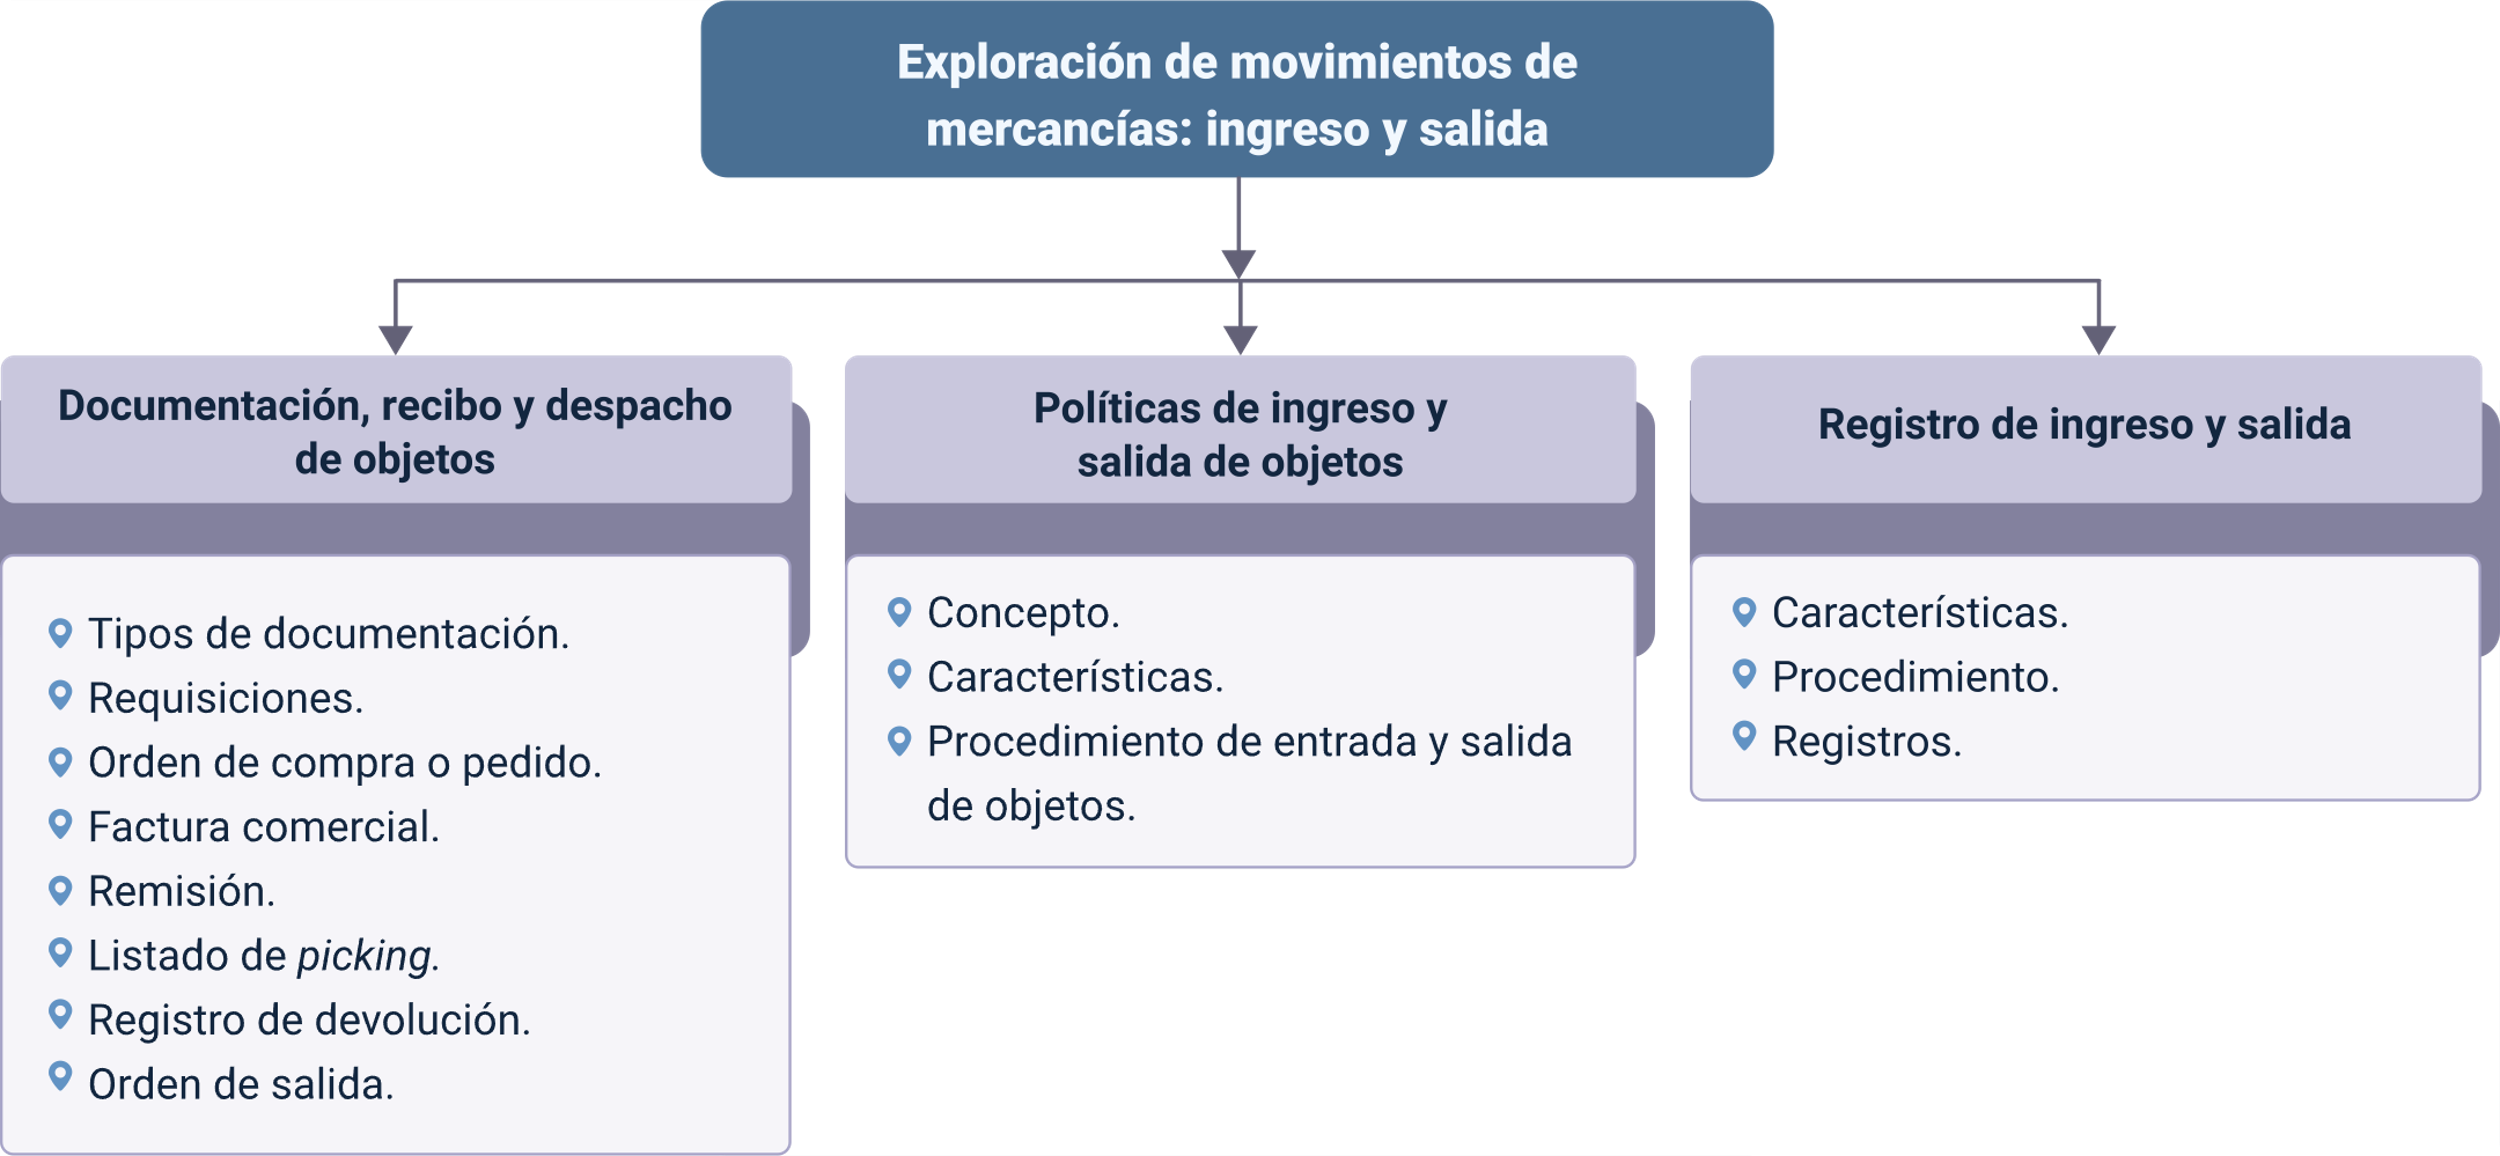 Exploración de movimientos de
mercancías: ingreso y salida
Documentación, recibo y despacho
de objetos
Tipos de documentación.
Requisiciones.
Orden de compra o pedido.
Factura comercial.
Remisión.
Listado de picking.
Registro de devolución.
Orden de salida.
Políticas de ingreso y
salida de objetos
Concepto.
Características.
Procedimiento de entrada y salida
de objetos.
Registro de ingreso y salida
Características.
Procedimiento.
Registros.